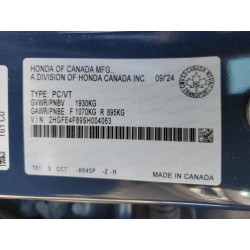 HONDA OF CANADA MFG.,
A DIVISION OF HONDA CANADA INC. 09/24
TYPE: PC/VT
GVWR/PNBV 1930KG
GAWR/PNBE F 1070KG R 895KG
V.I.N.: 2HGFE4F89SH004063
MADE IN CANADA